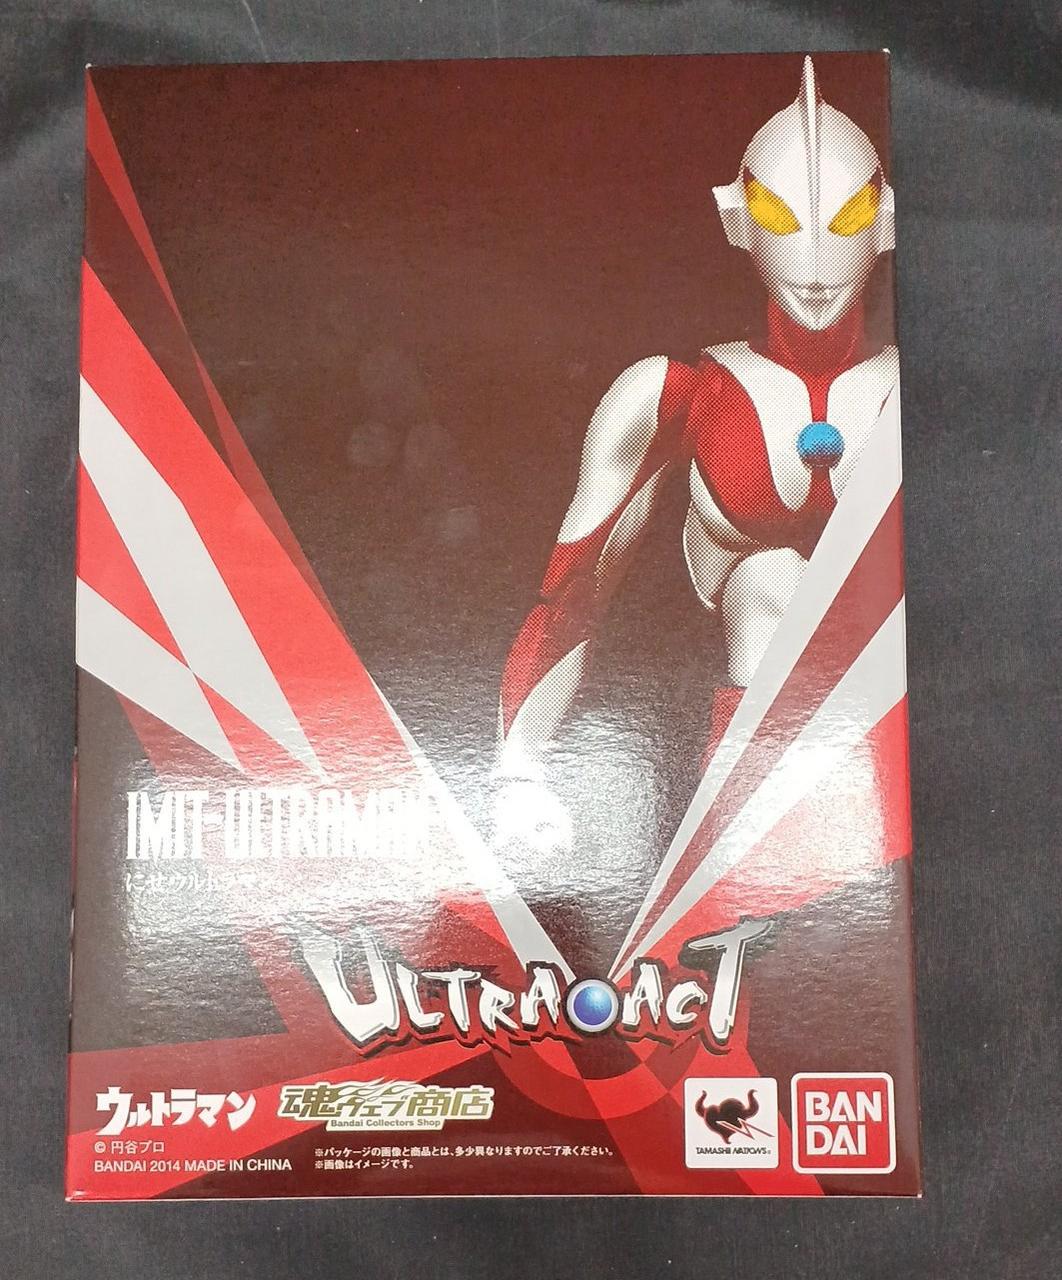 IMIT-ULTRAMAN
にせウルトラマン
ULTRA-ACT
ウルトラマン
魂ウェブ商店
Bandai Collectors Shop
© 円谷プロ
BANDAI 2014 MADE IN CHINA
※パッケージの画像と商品とは、多少異なりますのでご了承ください。
※画像はイメージです。
TAMASHII NATIONS
BAN
DAI